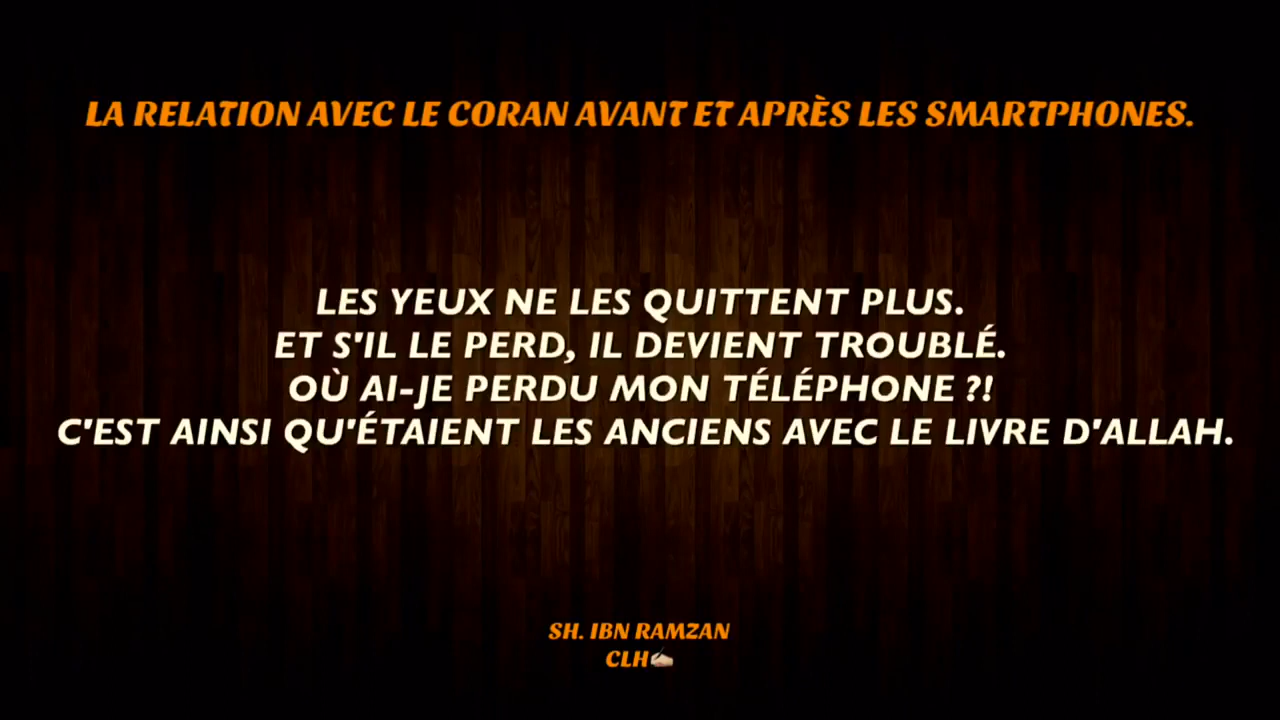 LA RELATION AVEC LE CORAN AVANT ET APRÈS LES SMARTPHONES.
LES YEUX NE LES QUITTENT PLUS.
ET S'IL LE PERD, IL DEVIENT TROUBLÉ.
OÙ AI-JE PERDU MON TÉLÉPHONE ?!
C'EST AINSI QU'ÉTAIENT LES ANCIENS AVEC LE LIVRE D'ALLAH.
SH. IBN RAMZAN
CLH✍🏻